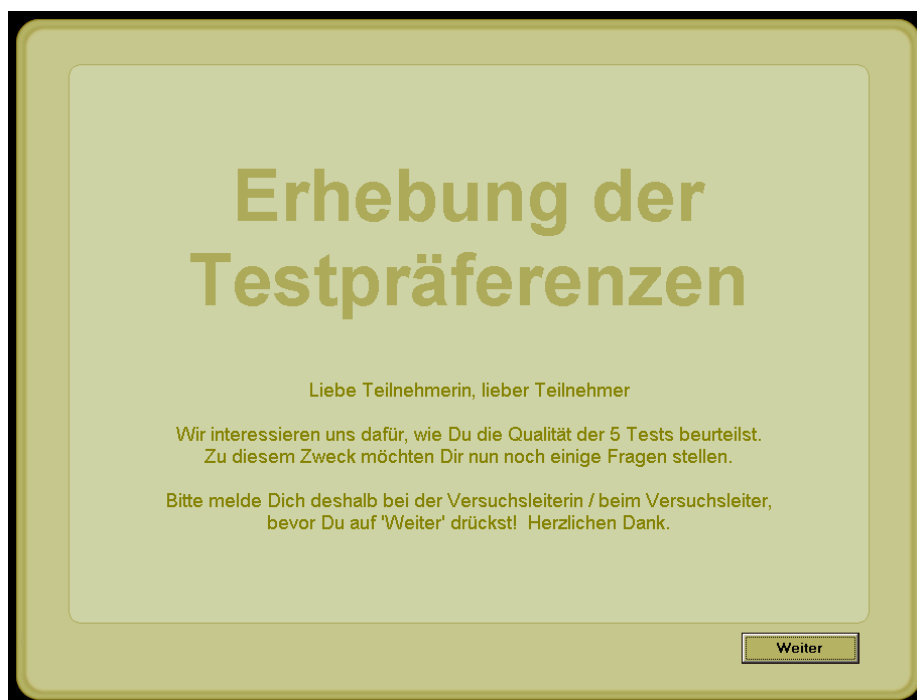 Erhebung der
Testpräferenzen
Liebe Teilnehmerin, lieber Teilnehmer
Wir interessieren uns dafür, wie Du die Qualität der 5 Tests beurteilst.
Zu diesem Zweck möchten Dir nun noch einige Fragen stellen.
Bitte melde Dich deshalb bei der Versuchsleiterin / beim Versuchsleiter,
bevor Du auf 'Weiter' drückst!  Herzlichen Dank.
Weiter